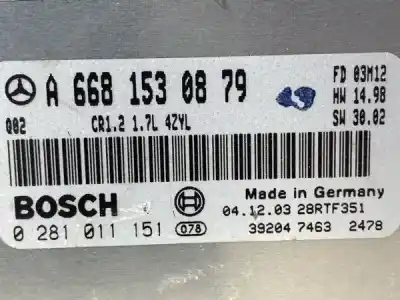 A 668 153 08 79
FD 03M12
HW 14.98
Q02 CR1.2 1.7L 4ZYL
SW 30.02
BOSCH
Made in Germany
04.12.03 28RTF351
0 281 011 151 078
39204 7463 2478